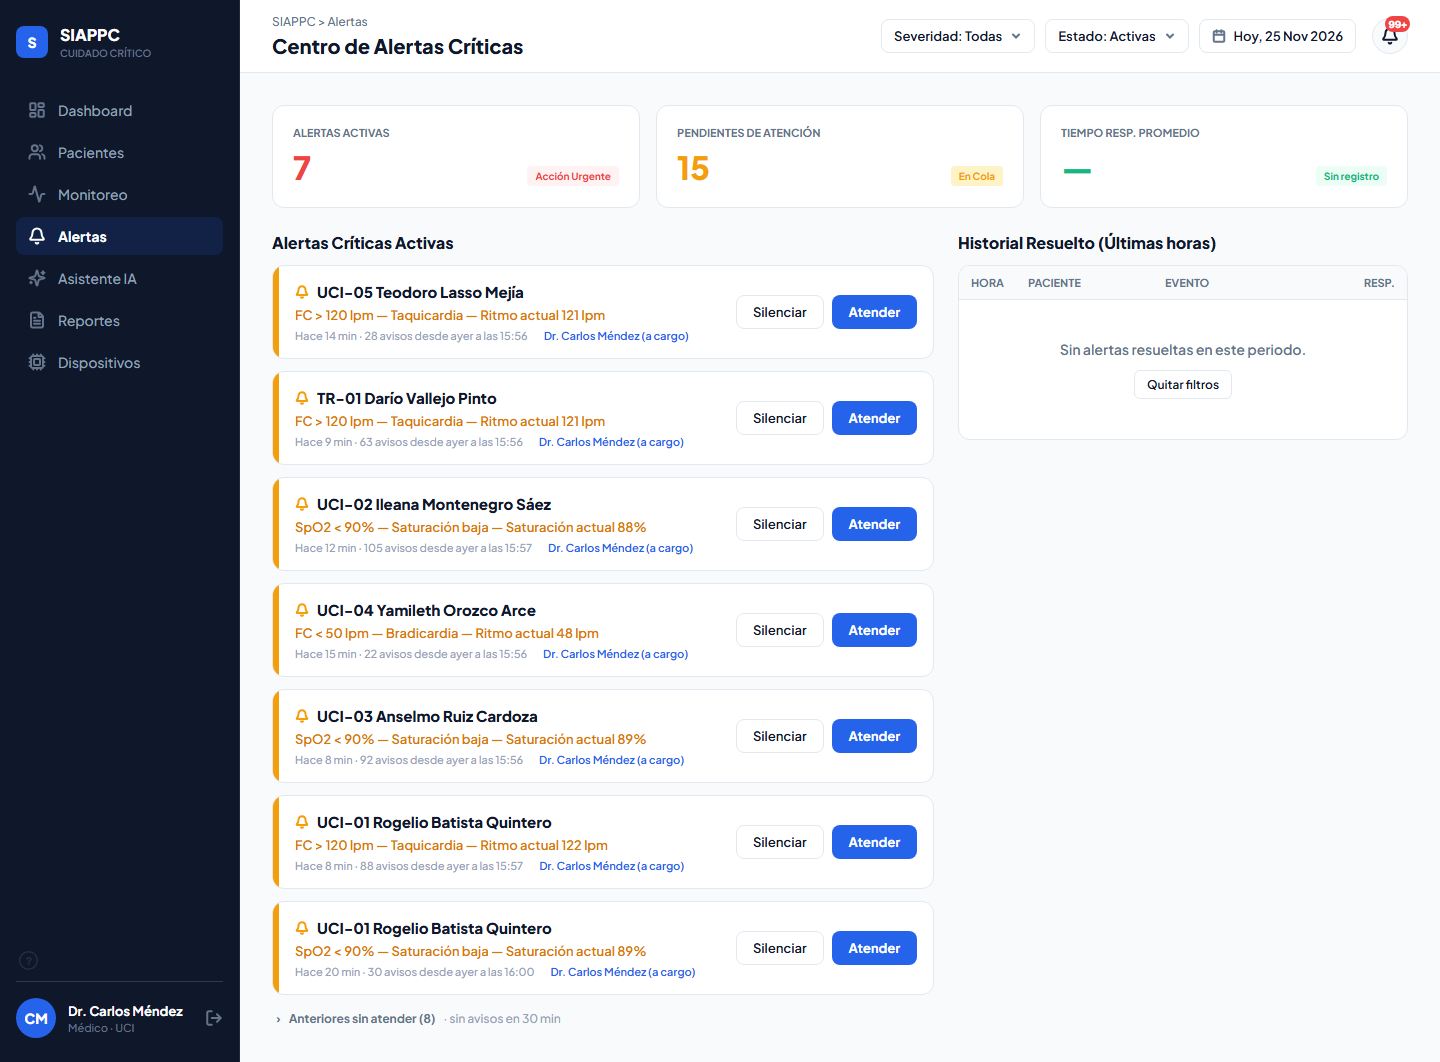 S
SIAPPC
CUIDADO CRÍTICO
Dashboard
Pacientes
Monitoreo
Alertas
Asistente IA
Reportes
Dispositivos
?
CM
Dr. Carlos Méndez
Médico · UCI
SIAPPC > Alertas
Centro de Alertas Críticas
Severidad: Todas
Estado: Activas
Hoy, 25 Nov 2026
99+
ALERTAS ACTIVAS
7
Acción Urgente
PENDIENTES DE ATENCIÓN
15
En Cola
TIEMPO RESP. PROMEDIO
—
Sin registro
Alertas Críticas Activas
UCI-05 Teodoro Lasso Mejía
FC > 120 lpm — Taquicardia — Ritmo actual 121 lpm
Hace 14 min · 28 avisos desde ayer a las 15:56 Dr. Carlos Méndez (a cargo)
Silenciar
Atender
TR-01 Darío Vallejo Pinto
FC > 120 lpm — Taquicardia — Ritmo actual 121 lpm
Hace 9 min · 63 avisos desde ayer a las 15:56 Dr. Carlos Méndez (a cargo)
Silenciar
Atender
UCI-02 Ileana Montenegro Sáez
SpO2 < 90% — Saturación baja — Saturación actual 88%
Hace 12 min · 105 avisos desde ayer a las 15:57 Dr. Carlos Méndez (a cargo)
Silenciar
Atender
UCI-04 Yamileth Orozco Arce
FC < 50 lpm — Bradicardia — Ritmo actual 48 lpm
Hace 15 min · 22 avisos desde ayer a las 15:56 Dr. Carlos Méndez (a cargo)
Silenciar
Atender
UCI-03 Anselmo Ruiz Cardoza
SpO2 < 90% — Saturación baja — Saturación actual 89%
Hace 8 min · 92 avisos desde ayer a las 15:56 Dr. Carlos Méndez (a cargo)
Silenciar
Atender
UCI-01 Rogelio Batista Quintero
FC > 120 lpm — Taquicardia — Ritmo actual 122 lpm
Hace 8 min · 88 avisos desde ayer a las 15:57 Dr. Carlos Méndez (a cargo)
Silenciar
Atender
UCI-01 Rogelio Batista Quintero
SpO2 < 90% — Saturación baja — Saturación actual 89%
Hace 20 min · 30 avisos desde ayer a las 16:00 Dr. Carlos Méndez (a cargo)
Silenciar
Atender
› Anteriores sin atender (8) · sin avisos en 30 min
Historial Resuelto (Últimas horas)
HORA PACIENTE EVENTO RESP.
Sin alertas resueltas en este periodo.
Quitar filtros